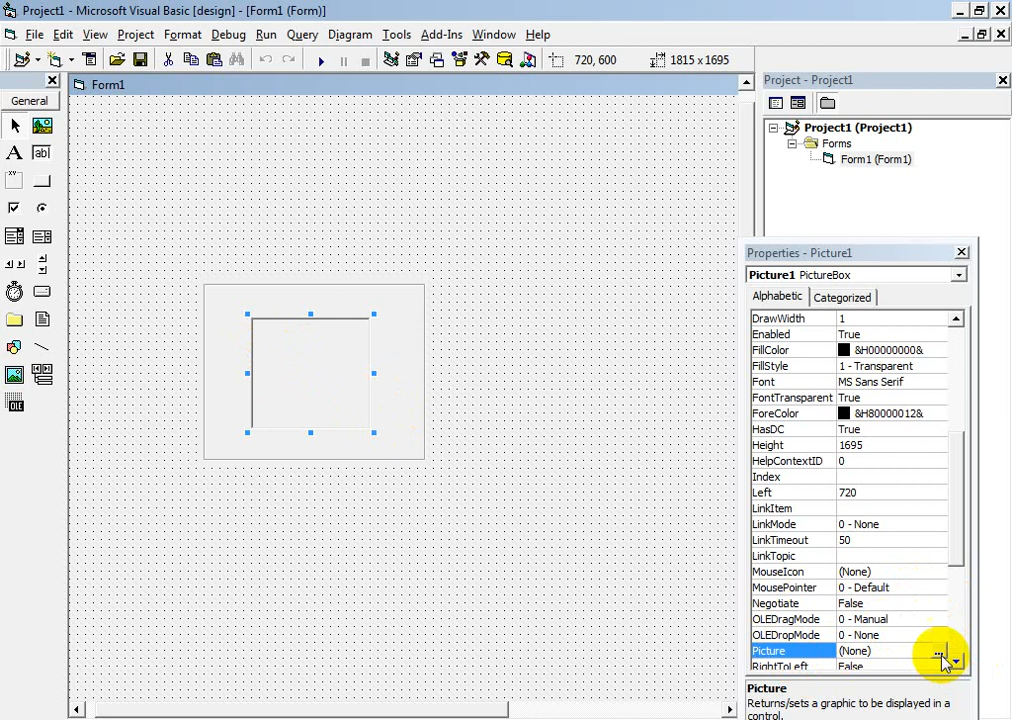 Project1 - Microsoft Visual Basic [design] - [Form1 (Form)]
File Edit View Project Format Debug Run Query Diagram Tools Add-Ins Window Help
720, 600 1815 x 1695
General
Form1
A ab|
xv
OLE
Project - Project1
Project1 (Project1)
Forms
Form1 (Form1)
Properties - Picture1
Picture1 PictureBox
Alphabetic Categorized
DrawWidth 1
Enabled True
FillColor &H00000000&
FillStyle 1 - Transparent
Font MS Sans Serif
FontTransparent True
ForeColor &H80000012&
HasDC True
Height 1695
HelpContextID 0
Index
Left 720
LinkItem
LinkMode 0 - None
LinkTimeout 50
LinkTopic
MouseIcon (None)
MousePointer 0 - Default
Negotiate False
OLEDragMode 0 - Manual
OLEDropMode 0 - None
Picture (None) ...
RightToLeft False
Picture
Returns/sets a graphic to be displayed in a
control.